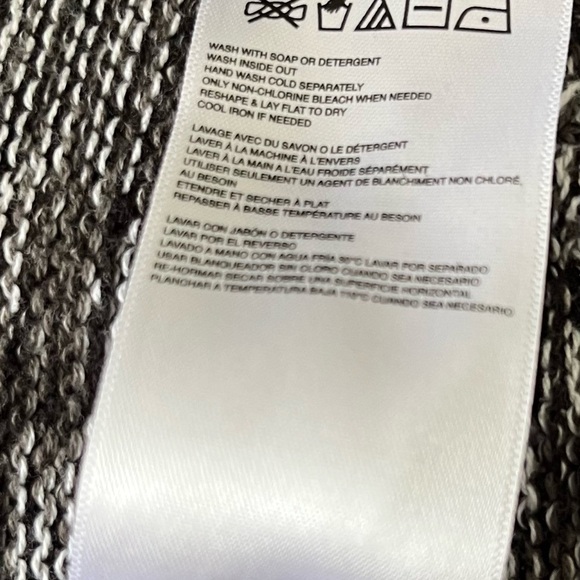 WASH WITH SOAP OR DETERGENT
WASH INSIDE OUT
HAND WASH COLD SEPARATELY
ONLY NON-CHLORINE BLEACH WHEN NEEDED
RESHAPE & LAY FLAT TO DRY
COOL IRON IF NEEDED
LAVAGE AVEC DU SAVON O LE DÉTERGENT
LAVER À LA MACHINE À L'ENVERS
LAVER À LA MAIN A L'EAU FROIDE SÉPARÉMENT
UTILISER SEULEMENT UN AGENT DE BLANCHIMENT NON CHLORÉ,
AU BESOIN
ETENDRE ET SECHER À PLAT
REPASSER À BASSE TEMPÉRATURE AU BESOIN
LAVAR CON JABÓN O DETERGENTE
LAVAR POR EL REVERSO
LAVADO A MANO CON AGUA FRÍA 30°C LAVAR POR SEPARADO
USAR BLANQUEADOR SIN CLORO CUANDO SEA NECESARIO
RE-HORMAR SECAR SOBRE UNA SUPERFICIE HORIZONTAL
PLANCHAR A TEMPERATURA BAJA 110°C CUANDO SEA NECESARIO